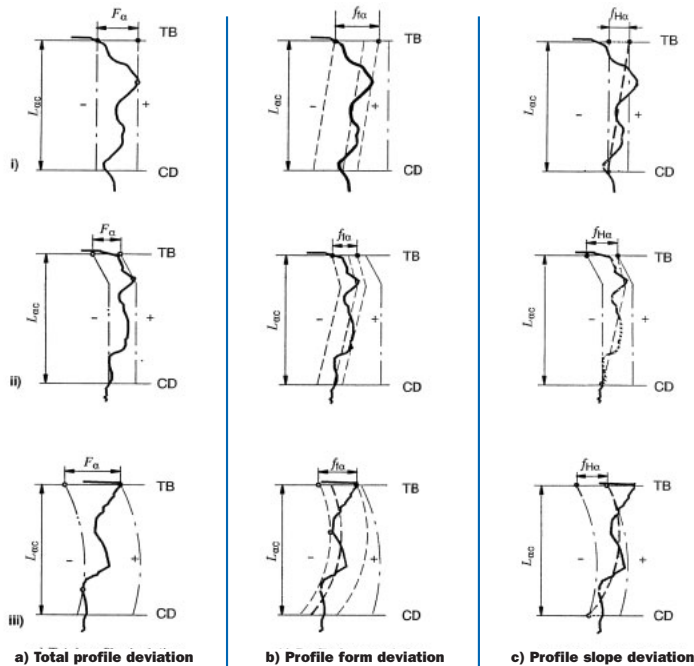 Fα
TB
Lαc
-
+
i)
CD
ffα
TB
-
+
CD
fHα
TB
Lαc
-
+
CD
Fα
TB
Lαc
-
+
ii)
CD
ffα
TB
Lαc
-
+
CD
fHα
TB
Lαc
-
+
CD
Fα
TB
Lαc
-
+
iii)
CD
ffα
TB
Lαc
-
+
CD
fHα
TB
Lαc
-
+
CD
a) Total profile deviation
b) Profile form deviation
c) Profile slope deviation